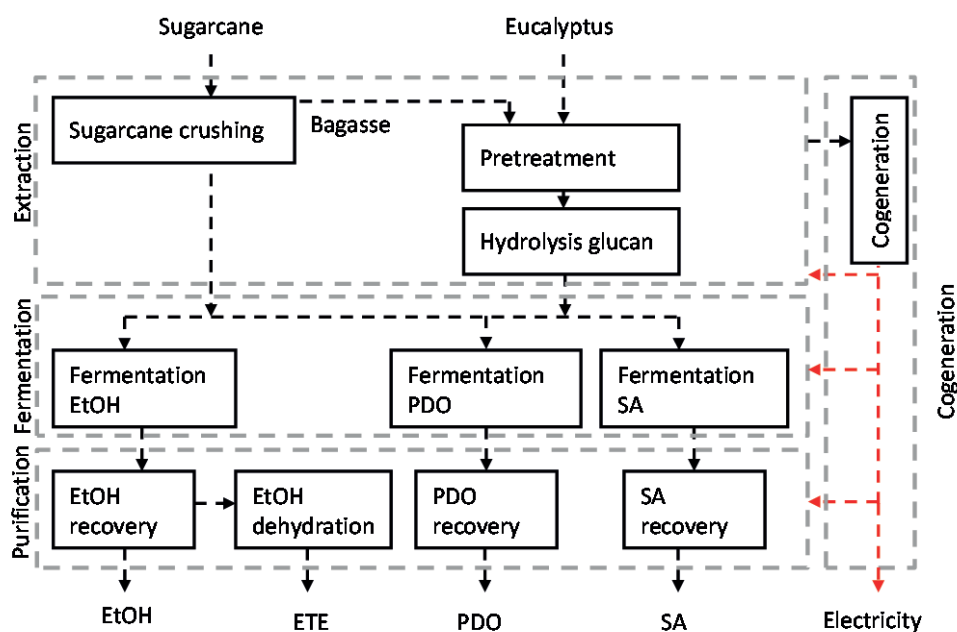 Sugarcane
Eucalyptus
Extraction
Sugarcane crushing
Bagasse
Pretreatment
Hydrolysis glucan
Cogeneration
Cogeneration
Fermentation
Fermentation
EtOH
Fermentation
PDO
Fermentation
SA
Purification
EtOH
recovery
EtOH
dehydration
PDO
recovery
SA
recovery
EtOH
ETE
PDO
SA
Electricity